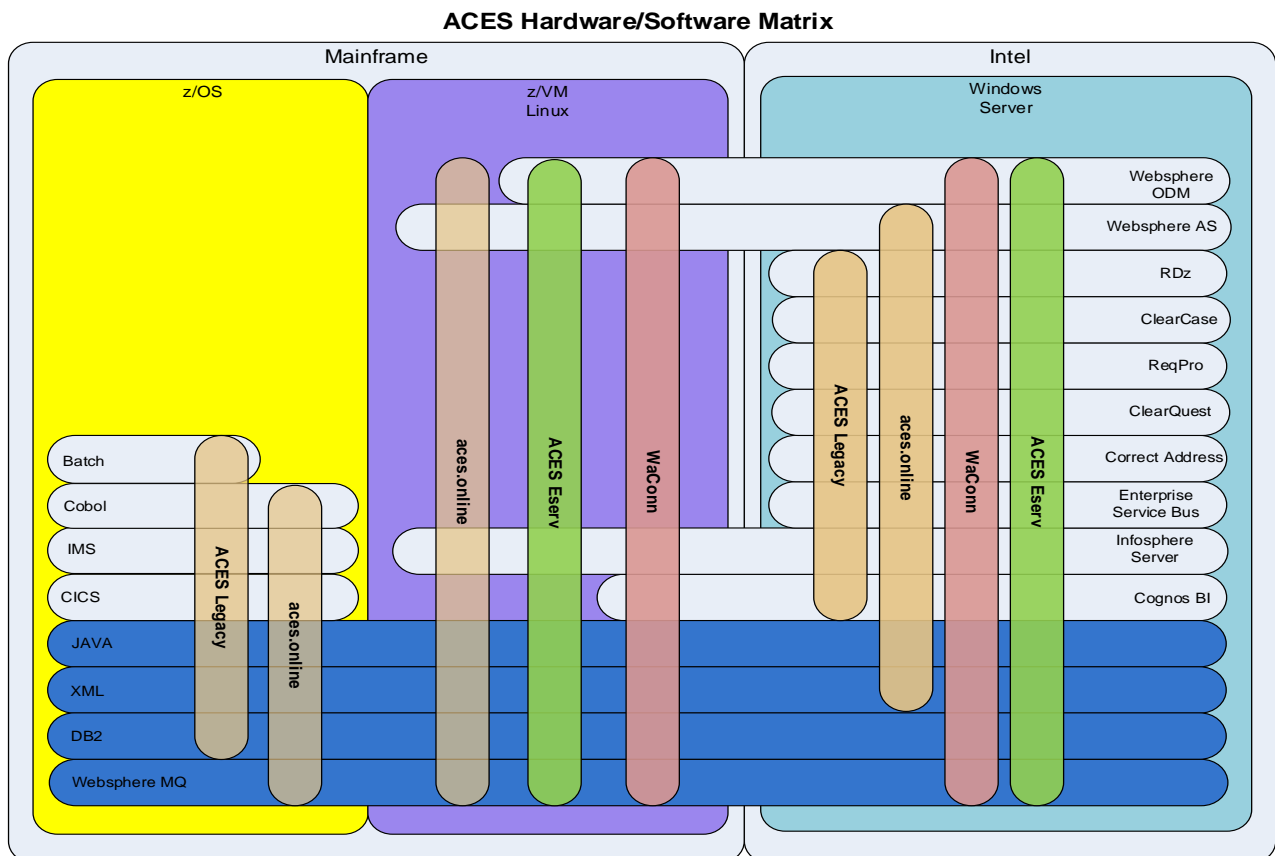 ACES Hardware/Software Matrix
Mainframe
Intel
z/OS
z/VM
Linux
Windows
Server
Websphere
ODM
Websphere AS
RDz
ClearCase
ReqPro
ClearQuest
Correct Address
Enterprise
Service Bus
Infosphere
Server
Cognos BI
Batch
Cobol
IMS
CICS
JAVA
XML
DB2
Websphere MQ
ACES Legacy
aces.online
aces.online
ACES Eserv
WaConn
ACES Legacy
aces.online
WaConn
ACES Eserv